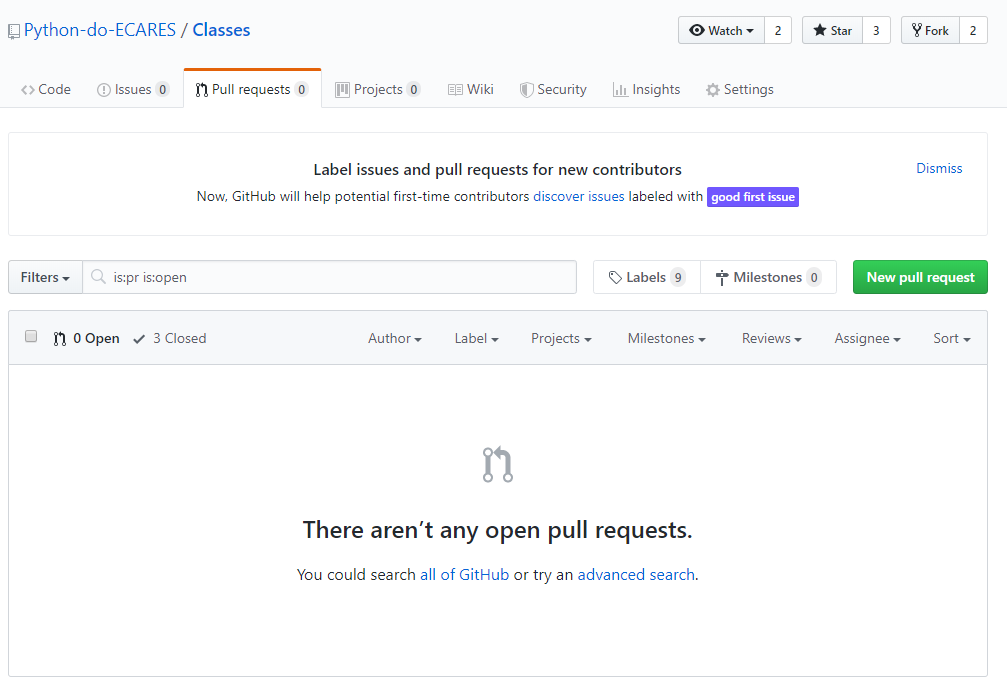 Python-do-ECARES / Classes
Watch 2 Star 3 Fork 2
Code Issues 0 Pull requests 0 Projects 0 Wiki Security Insights Settings
Label issues and pull requests for new contributors
Dismiss
Now, GitHub will help potential first-time contributors discover issues labeled with good first issue
Filters is:pr is:open Labels 9 Milestones 0 New pull request
0 Open 3 Closed Author Label Projects Milestones Reviews Assignee Sort
There aren’t any open pull requests.
You could search all of GitHub or try an advanced search.